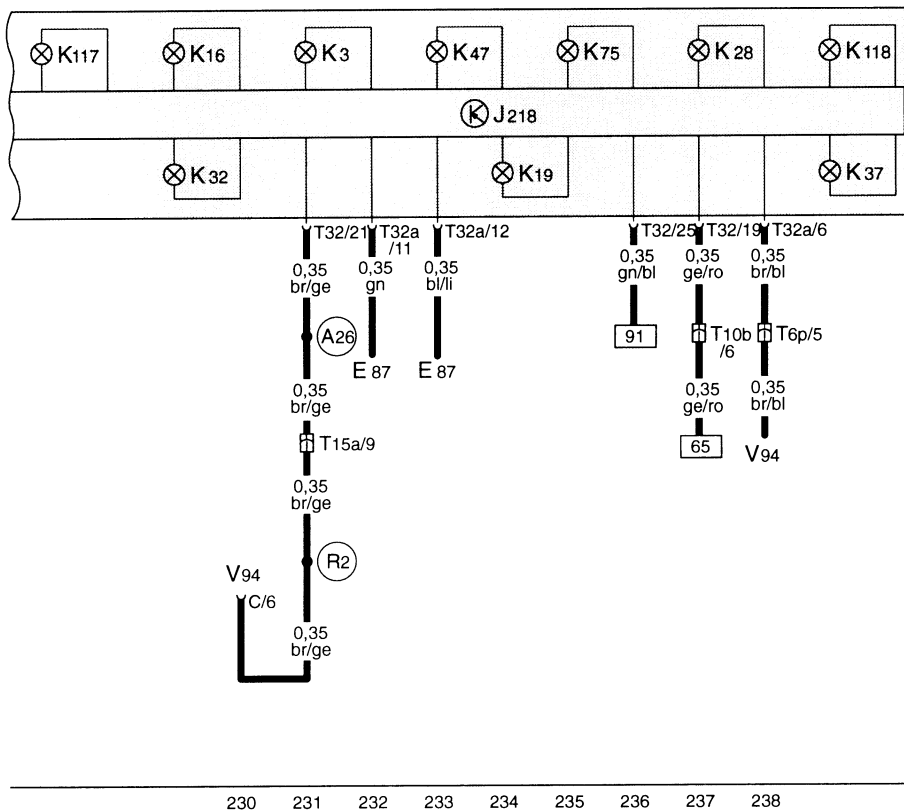 K117 K16 K3 K47 K75 K28 K118
J218
K32 K19 K37
T32/21 T32a/11 T32a/12 T32/25 T32/19 T32a/6
0,35 br/ge
0,35 gn
0,35 bl/li
0,35 gn/bl
0,35 ge/ro
0,35 br/bl
A26
91
T10b/6
T6p/5
E 87
E 87
0,35 br/ge
0,35 ge/ro
0,35 br/bl
T15a/9
65
V94
0,35 br/ge
R2
V94
C/6
0,35 br/ge
230 231 232 233 234 235 236 237 238